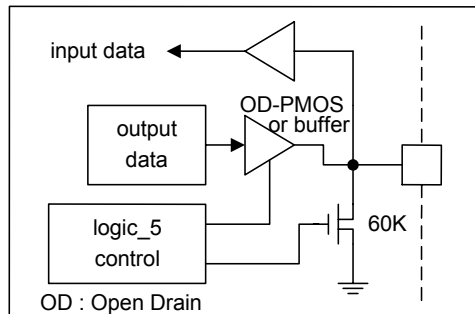 input data
OD-PMOS
or buffer
output
data
logic_5
control
60K
OD : Open Drain